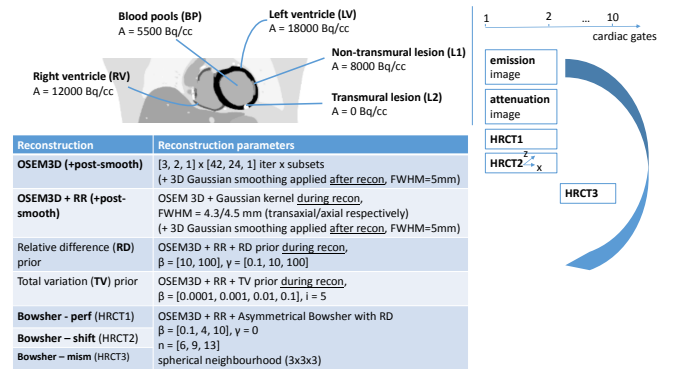 Blood pools (BP)
A = 5500 Bq/cc
Left ventricle (LV)
A = 18000 Bq/cc
Non-transmural lesion (L1)
A = 8000 Bq/cc
Right ventricle (RV)
A = 12000 Bq/cc
Transmural lesion (L2)
A = 0 Bq/cc
1 2 ... 10
cardiac gates
emission
image
attenuation
image
HRCT1
HRCT2
z
x
HRCT3
Reconstruction Reconstruction parameters
OSEM3D (+post-smooth) [3, 2, 1] x [42, 24, 1] iter x subsets
(+ 3D Gaussian smoothing applied after recon, FWHM=5mm)
OSEM3D + RR (+post- OSEM 3D + Gaussian kernel during recon,
smooth) FWHM = 4.3/4.5 mm (transaxial/axial respectively)
(+ 3D Gaussian smoothing applied after recon, FWHM=5mm)
Relative difference (RD) OSEM3D + RR + RD prior during recon,
prior β = [10, 100], γ = [0.1, 10, 100]
Total variation (TV) prior OSEM3D + RR + TV prior during recon,
β = [0.0001, 0.001, 0.01, 0.1], i = 5
Bowsher - perf (HRCT1) OSEM3D + RR + Asymmetrical Bowsher with RD
β = [0.1, 4, 10], γ = 0
Bowsher – shift (HRCT2) n = [6, 9, 13]
Bowsher – mism (HRCT3) spherical neighbourhood (3x3x3)